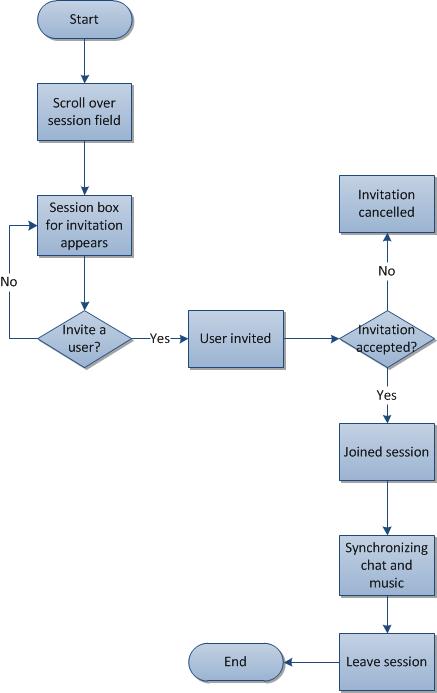 Start
Scroll over
session field
Session box
for invitation
appears
No
Invite a
user?
Yes
User invited
Invitation
accepted?
No
Invitation
cancelled
Yes
Joined session
Synchronizing
chat and
music
Leave session
End